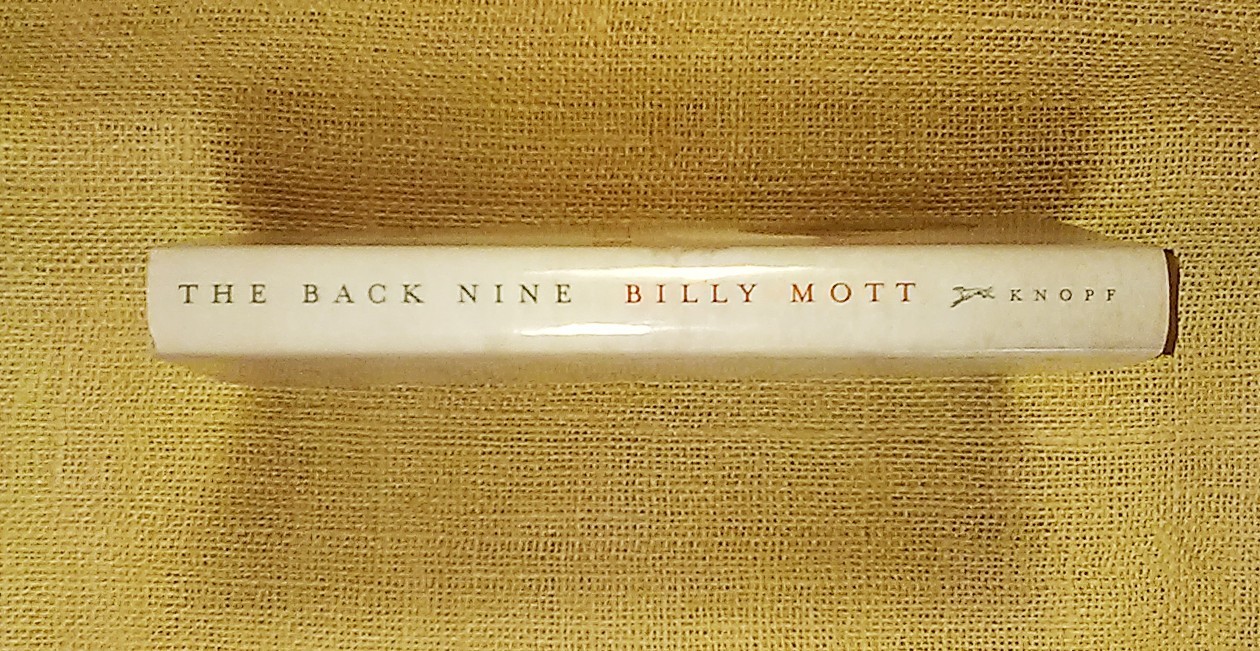 THE BACK NINE BILLY MOTT KNOPF